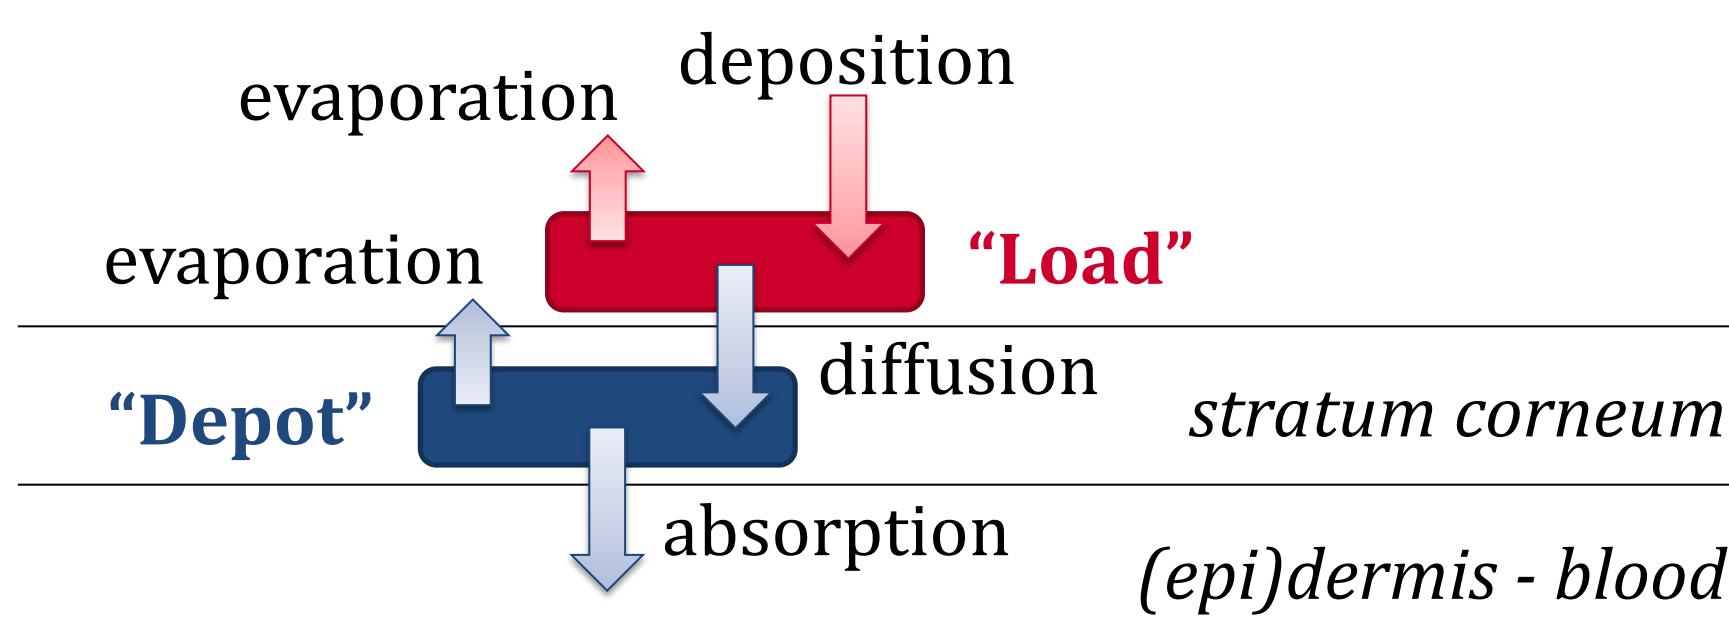 deposition
evaporation
evaporation
“Load”
diffusion
“Depot”
stratum corneum
absorption
(epi)dermis - blood